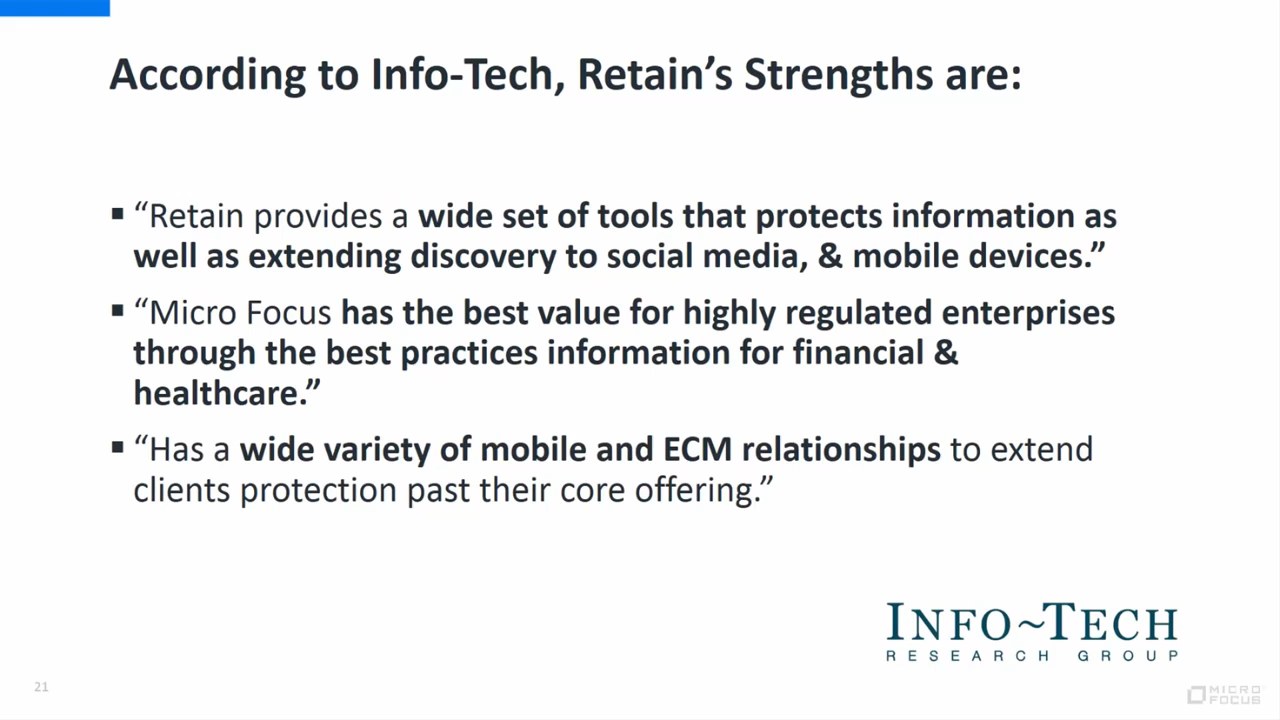 According to Info-Tech, Retain’s Strengths are:
▪ “Retain provides a wide set of tools that protects information as
well as extending discovery to social media, & mobile devices.”
▪ “Micro Focus has the best value for highly regulated enterprises
through the best practices information for financial &
healthcare.”
▪ “Has a wide variety of mobile and ECM relationships to extend
clients protection past their core offering.”
INFO~TECH
RESEARCH GROUP
21
MICRO
FOCUS